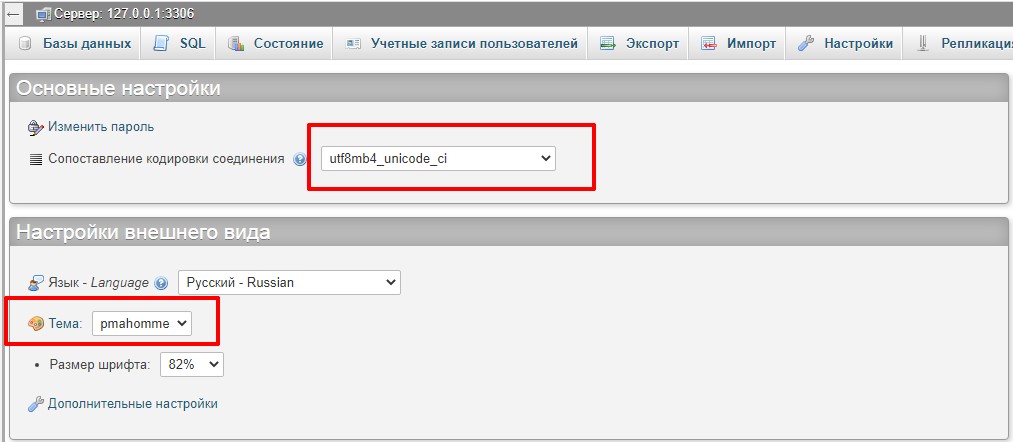 Сервер: 127.0.0.1:3306
Базы данных SQL Состояние Учетные записи пользователей Экспорт Импорт Настройки Репликация
Основные настройки
Изменить пароль
Сопоставление кодировки соединения utf8mb4_unicode_ci
Настройки внешнего вида
Язык - Language Русский - Russian
Тема: pmahomme
Размер шрифта: 82%
Дополнительные настройки